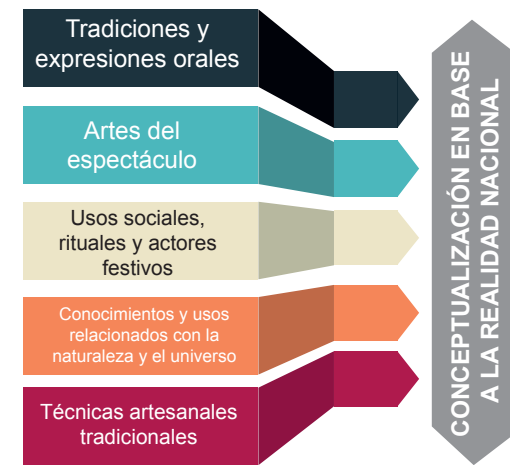 Tradiciones y
expresiones orales
Artes del
espectáculo
Usos sociales,
rituales y actores
festivos
Conocimientos y usos
relacionados con la
naturaleza y el universo
Técnicas artesanales
tradicionales
CONCEPTUALIZACIÓN EN BASE
A LA REALIDAD NACIONAL